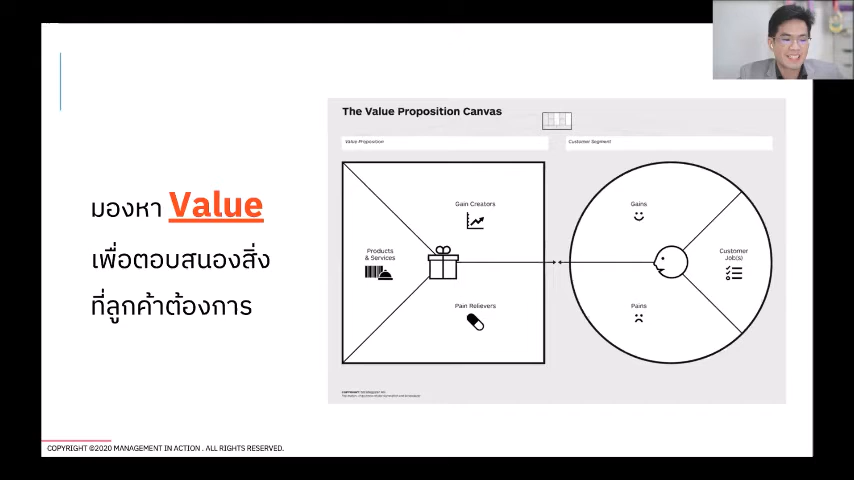 มองหา Value
เพื่อตอบสนองสิ่ง
ที่ลูกค้าต้องการ
The Value Proposition Canvas
Value Proposition
Customer Segment
Gain Creators
Products
& Services
Pain Relievers
Gains
Customer
Job(s)
Pains
COPYRIGHT
COPYRIGHT ©2020 MANAGEMENT IN ACTION . ALL RIGHTS RESERVED.